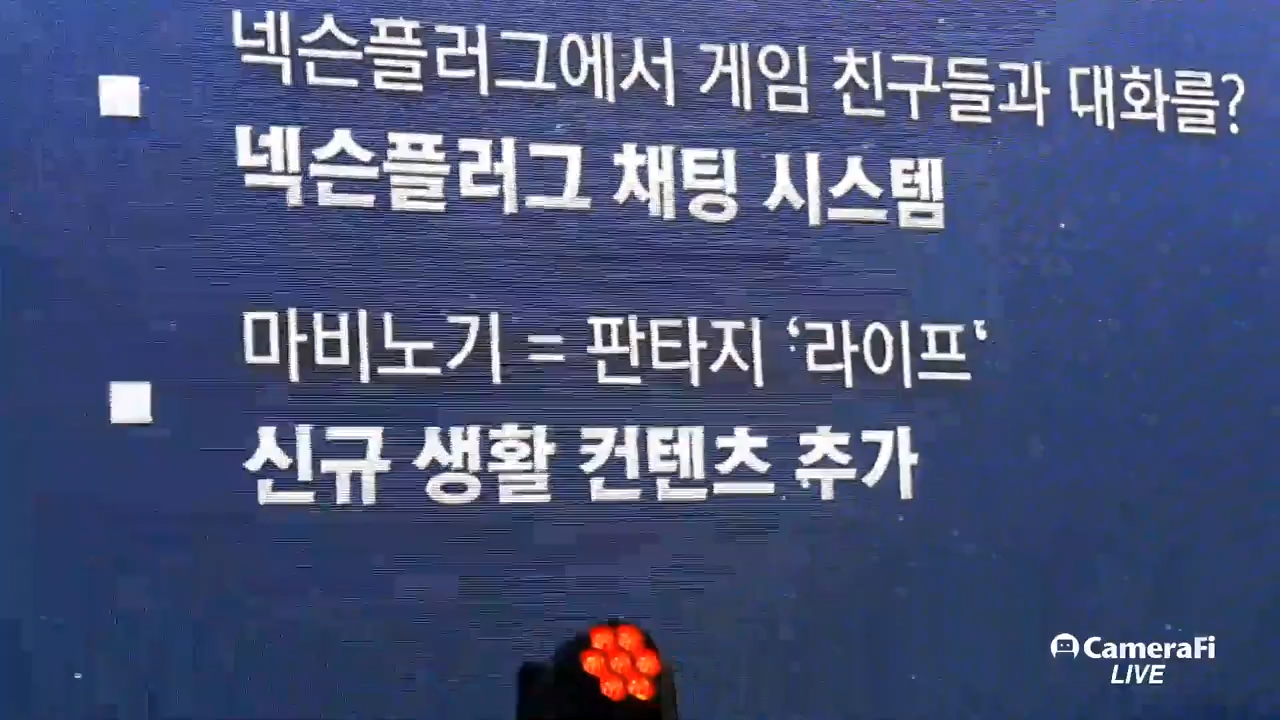 넥슨플러그에서 게임 친구들과 대화를?
넥슨플러그 채팅 시스템
마비노기 = 판타지 ‘라이프‘
신규 생활 컨텐츠 추가
CameraFi
LIVE